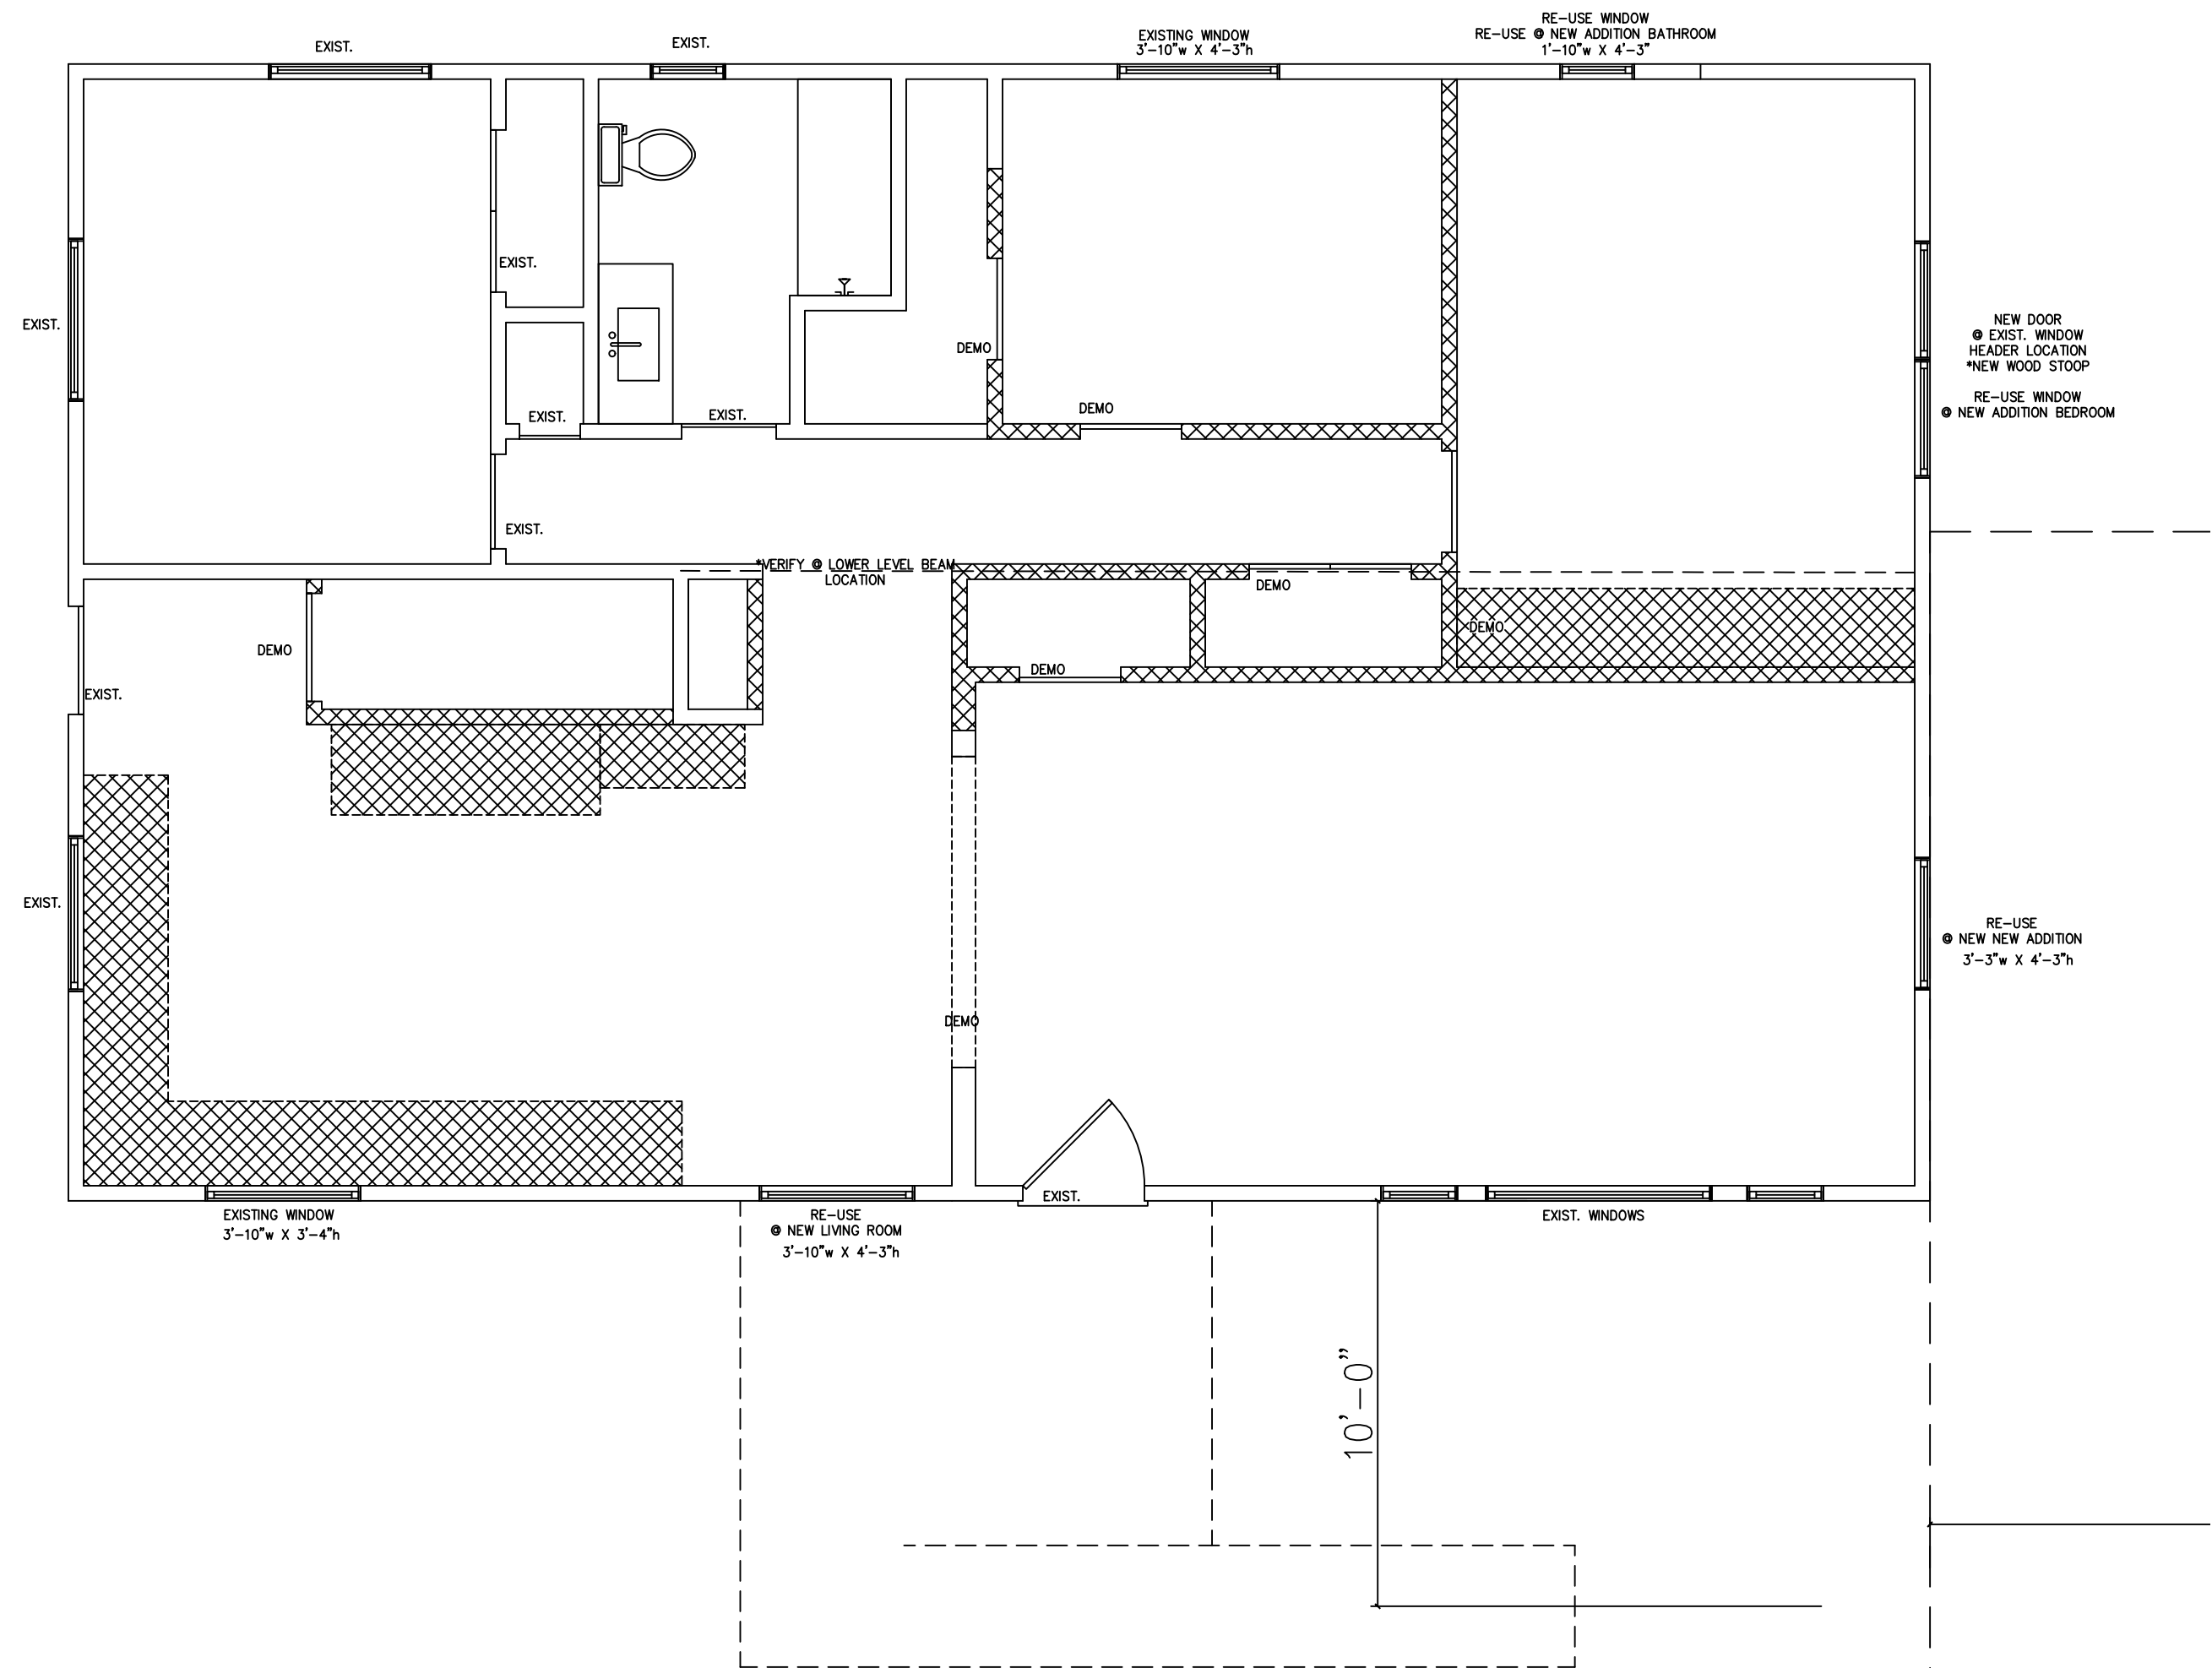 RE-USE WINDOW
RE-USE @ NEW ADDITION BATHROOM
1'-10"w X 4'-3"
EXISTING WINDOW
3'-10"w X 4'-3"h
EXIST.
EXIST.
EXIST.
EXIST.
NEW DOOR
@ EXIST. WINDOW
HEADER LOCATION
*NEW WOOD STOOP
RE-USE WINDOW
@ NEW ADDITION BEDROOM
DEMO
DEMO
EXIST.
EXIST.
EXIST.
*VERIFY @ LOWER LEVEL BEAM
LOCATION
DEMO
DEMO
DEMO
DEMO
EXIST.
EXIST.
RE-USE
@ NEW NEW ADDITION
3'-3"w X 4'-3"h
DEMO
EXIST.
EXISTING WINDOW
3'-10"w X 3'-4"h
RE-USE
@ NEW LIVING ROOM
3'-10"w X 4'-3"h
EXIST. WINDOWS
10'-0"